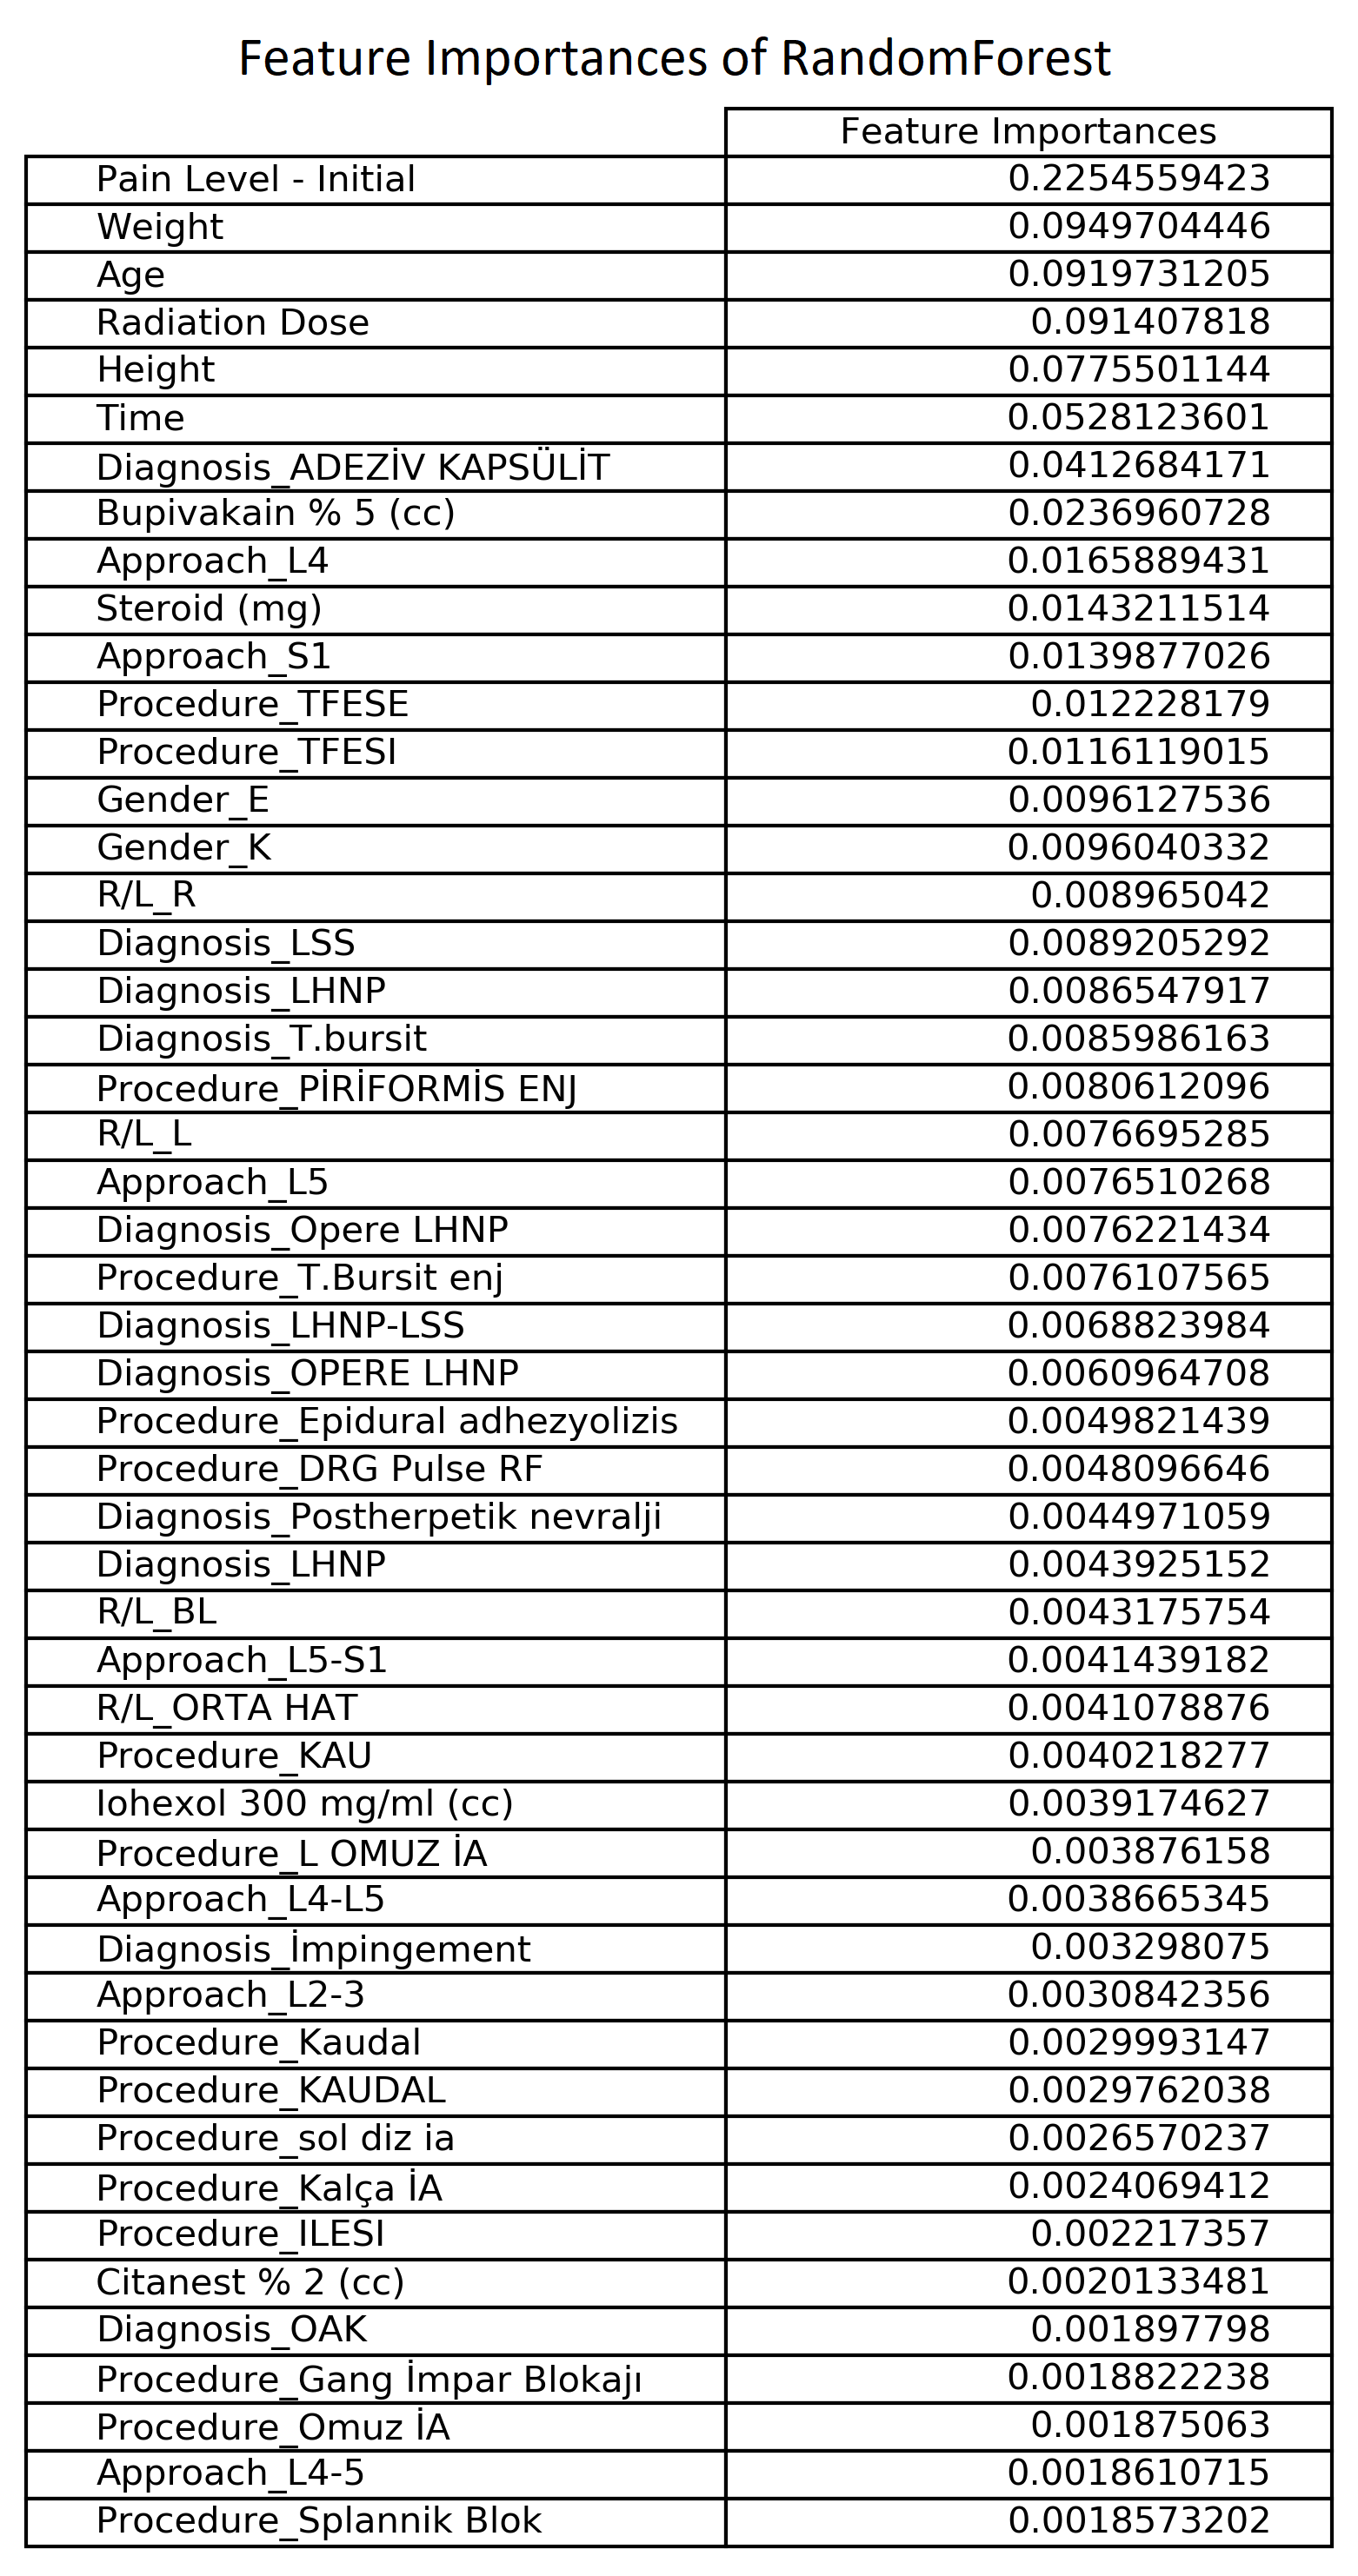 Feature Importances of RandomForest
Feature Importances
Pain Level - Initial 0.2254559423
Weight 0.0949704446
Age 0.0919731205
Radiation Dose 0.091407818
Height 0.0775501144
Time 0.0528123601
Diagnosis_ADEZİV KAPSÜLİT 0.0412684171
Bupivakain % 5 (cc) 0.0236960728
Approach_L4 0.0165889431
Steroid (mg) 0.0143211514
Approach_S1 0.0139877026
Procedure_TFESE 0.012228179
Procedure_TFESI 0.0116119015
Gender_E 0.0096127536
Gender_K 0.0096040332
R/L_R 0.008965042
Diagnosis_LSS 0.0089205292
Diagnosis_LHNP 0.0086547917
Diagnosis_T.bursit 0.0085986163
Procedure_PİRİFORMİS ENJ 0.0080612096
R/L_L 0.0076695285
Approach_L5 0.0076510268
Diagnosis_Opere LHNP 0.0076221434
Procedure_T.Bursit enj 0.0076107565
Diagnosis_LHNP-LSS 0.0068823984
Diagnosis_OPERE LHNP 0.0060964708
Procedure_Epidural adhezyolizis 0.0049821439
Procedure_DRG Pulse RF 0.0048096646
Diagnosis_Postherpetik nevralji 0.0044971059
Diagnosis_LHNP 0.0043925152
R/L_BL 0.0043175754
Approach_L5-S1 0.0041439182
R/L_ORTA HAT 0.0041078876
Procedure_KAU 0.0040218277
Iohexol 300 mg/ml (cc) 0.0039174627
Procedure_L OMUZ İA 0.003876158
Approach_L4-L5 0.0038665345
Diagnosis_İmpingement 0.003298075
Approach_L2-3 0.0030842356
Procedure_Kaudal 0.0029993147
Procedure_KAUDAL 0.0029762038
Procedure_sol diz ia 0.0026570237
Procedure_Kalça İA 0.0024069412
Procedure_ILESI 0.002217357
Citanest % 2 (cc) 0.0020133481
Diagnosis_OAK 0.001897798
Procedure_Gang İmpar Blokajı 0.0018822238
Procedure_Omuz İA 0.001875063
Approach_L4-5 0.0018610715
Procedure_Splannik Blok 0.0018573202